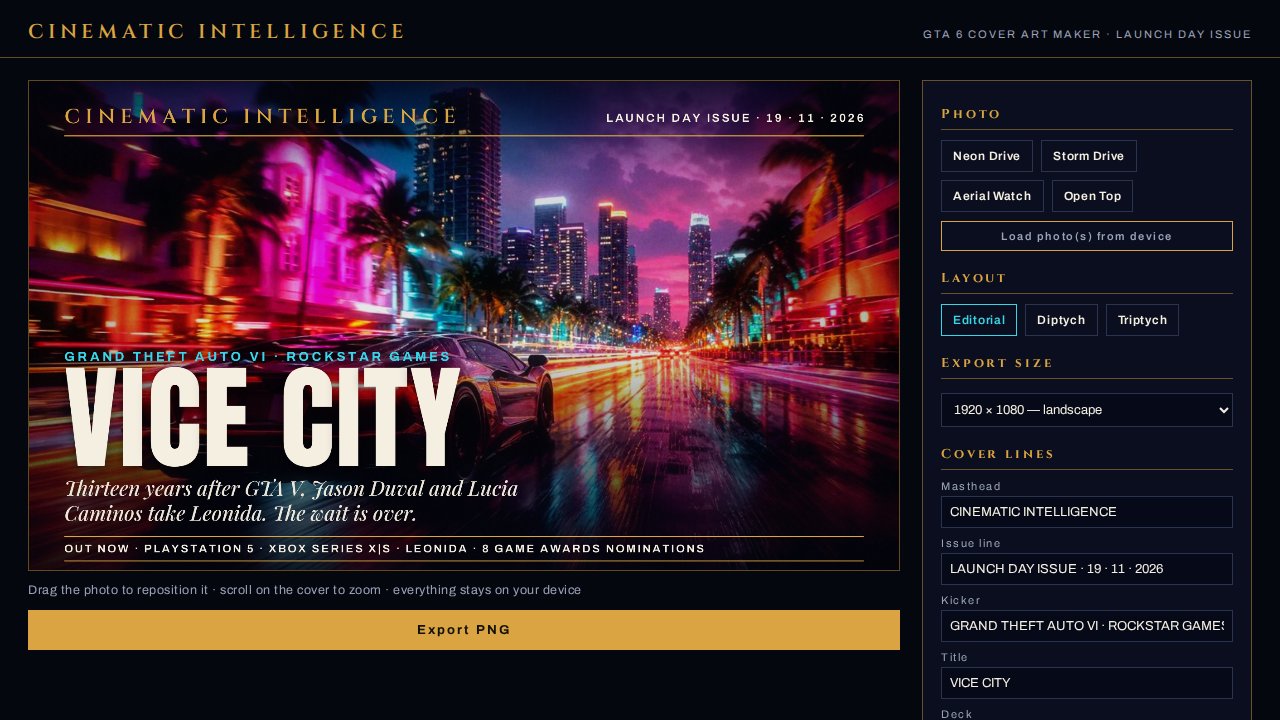 CINEMATIC INTELLIGENCE
GTA 6 COVER ART MAKER · LAUNCH DAY ISSUE
CINEMATIC INTELLIGENCE
LAUNCH DAY ISSUE · 19 · 11 · 2026
GRAND THEFT AUTO VI · ROCKSTAR GAMES
VICE CITY
Thirteen years after GTA V, Jason Duval and Lucia
Caminos take Leonida. The wait is over.
OUT NOW · PLAYSTATION 5 · XBOX SERIES X|S · LEONIDA · 8 GAME AWARDS NOMINATIONS
Drag the photo to reposition it · scroll on the cover to zoom · everything stays on your device
Export PNG
PHOTO
Neon Drive
Storm Drive
Aerial Watch
Open Top
Load photo(s) from device
LAYOUT
Editorial
Diptych
Triptych
EXPORT SIZE
1920 × 1080 — landscape
COVER LINES
Masthead
CINEMATIC INTELLIGENCE
Issue line
LAUNCH DAY ISSUE · 19 · 11 · 2026
Kicker
GRAND THEFT AUTO VI · ROCKSTAR GAMES
Title
VICE CITY
Deck